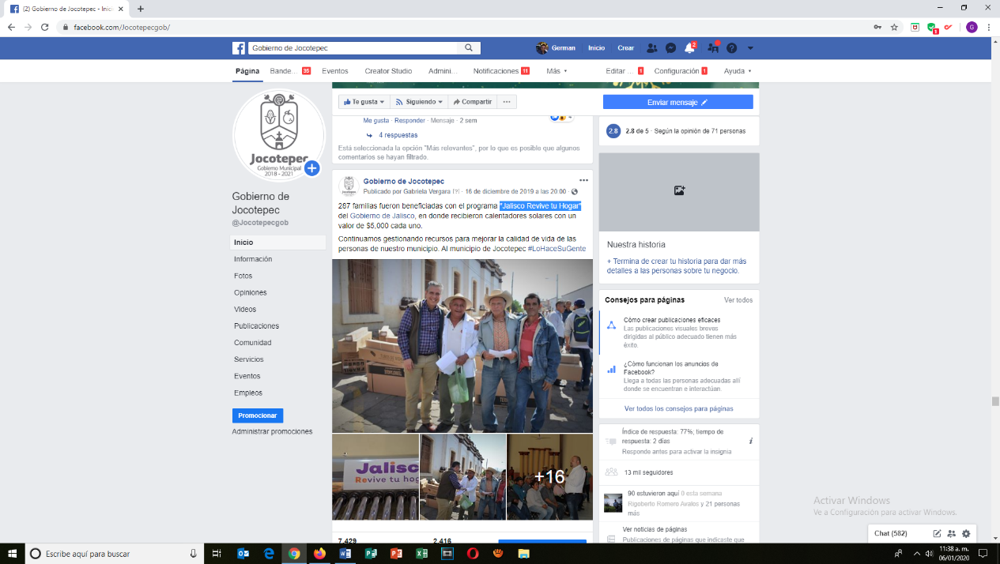 (2) Gobierno de Jocotepec - Inici
facebook.com/Jocotepecgob/
Gobierno de Jocotepec
German
Inicio
Crear
2
Página
Bande... 35
Eventos
Creator Studio
Admini...
Notificaciones 11
Más
Editar ... 1
Configuración 1
Ayuda
Jocotepec
Gobierno Municipal
2018 - 2021
Gobierno de
Jocotepec
@Jocotepecgob
Inicio
Información
Fotos
Opiniones
Videos
Publicaciones
Comunidad
Servicios
Eventos
Empleos
Promocionar
Administrar promociones
Te gusta
Siguiendo
Compartir
Enviar mensaje
Me gusta · Responder · Mensaje · 2 sem
4 respuestas
Está seleccionada la opción "Más relevantes", por lo que es posible que algunos
comentarios se hayan filtrado.
Gobierno de Jocotepec
Publicado por Gabriela Vergara [?] · 16 de diciembre de 2019 a las 20:00 ·
287 familias fueron beneficiadas con el programa "Jalisco Revive tu Hogar"
del Gobierno de Jalisco, en donde recibieron calentadores solares con un
valor de $5,000 cada uno.
Continuamos gestionando recursos para mejorar la calidad de vida de las
personas de nuestro municipio. Al municipio de Jocotepec #LoHaceSuGente
Jalisc
Revive tu hog
+16
7,429
2,416
2.8
2.8 de 5 · Según la opinión de 71 personas
Nuestra historia
+ Termina de crear tu historia para dar más
detalles a las personas sobre tu negocio.
Consejos para páginas
Ver todos
Cómo crear publicaciones eficaces
Las publicaciones visuales breves
dirigidas al público adecuado tienen más
éxito.
¿Cómo funcionan los anuncios de
Facebook?
Llega a todas las personas adecuadas allí
donde se encuentran e interactúan.
Ver todos los consejos para páginas
Índice de respuesta: 77%; tiempo de
respuesta: 2 días
Responde antes para activar la insignia
13 mil seguidores
90 estuvieron aquí 0 esta semana
Rigoberto Romero Avalos y 21 personas
más
Ver noticias de páginas
Publicaciones de páginas que indicaste que
Activar Windows
Ve a Configuración para activar Windows.
Chat (582)
Escribe aquí para buscar
11:38 a. m.
06/01/2020